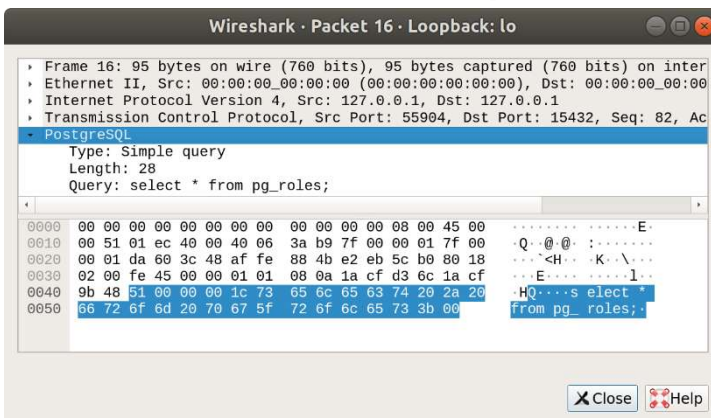 Wireshark · Packet 16 · Loopback: lo
Frame 16: 95 bytes on wire (760 bits), 95 bytes captured (760 bits) on inter
Ethernet II, Src: 00:00:00_00:00:00 (00:00:00:00:00:00), Dst: 00:00:00_00:00
Internet Protocol Version 4, Src: 127.0.0.1, Dst: 127.0.0.1
Transmission Control Protocol, Src Port: 55904, Dst Port: 15432, Seq: 82, Ac
PostgreSQL
Type: Simple query
Length: 28
Query: select * from pg_roles;
0000 00 00 00 00 00 00 00 00 00 00 00 00 08 00 45 00 ········ ······E·
0010 00 51 01 ec 40 00 40 06 3a b9 7f 00 00 01 7f 00 ·Q··@·@· :·······
0020 00 01 da 60 3c 48 af fe 88 4b e2 eb 5c b0 80 18 ···`<H·· ·K··\···
0030 02 00 fe 45 00 00 01 01 08 0a 1a cf d3 6c 1a cf ···E···· ·····l··
0040 9b 48 51 00 00 00 1c 73 65 6c 65 63 74 20 2a 20 ·HQ····s elect *
0050 66 72 6f 6d 20 70 67 5f 72 6f 6c 65 73 3b 00 from pg_ roles;·
Close Help